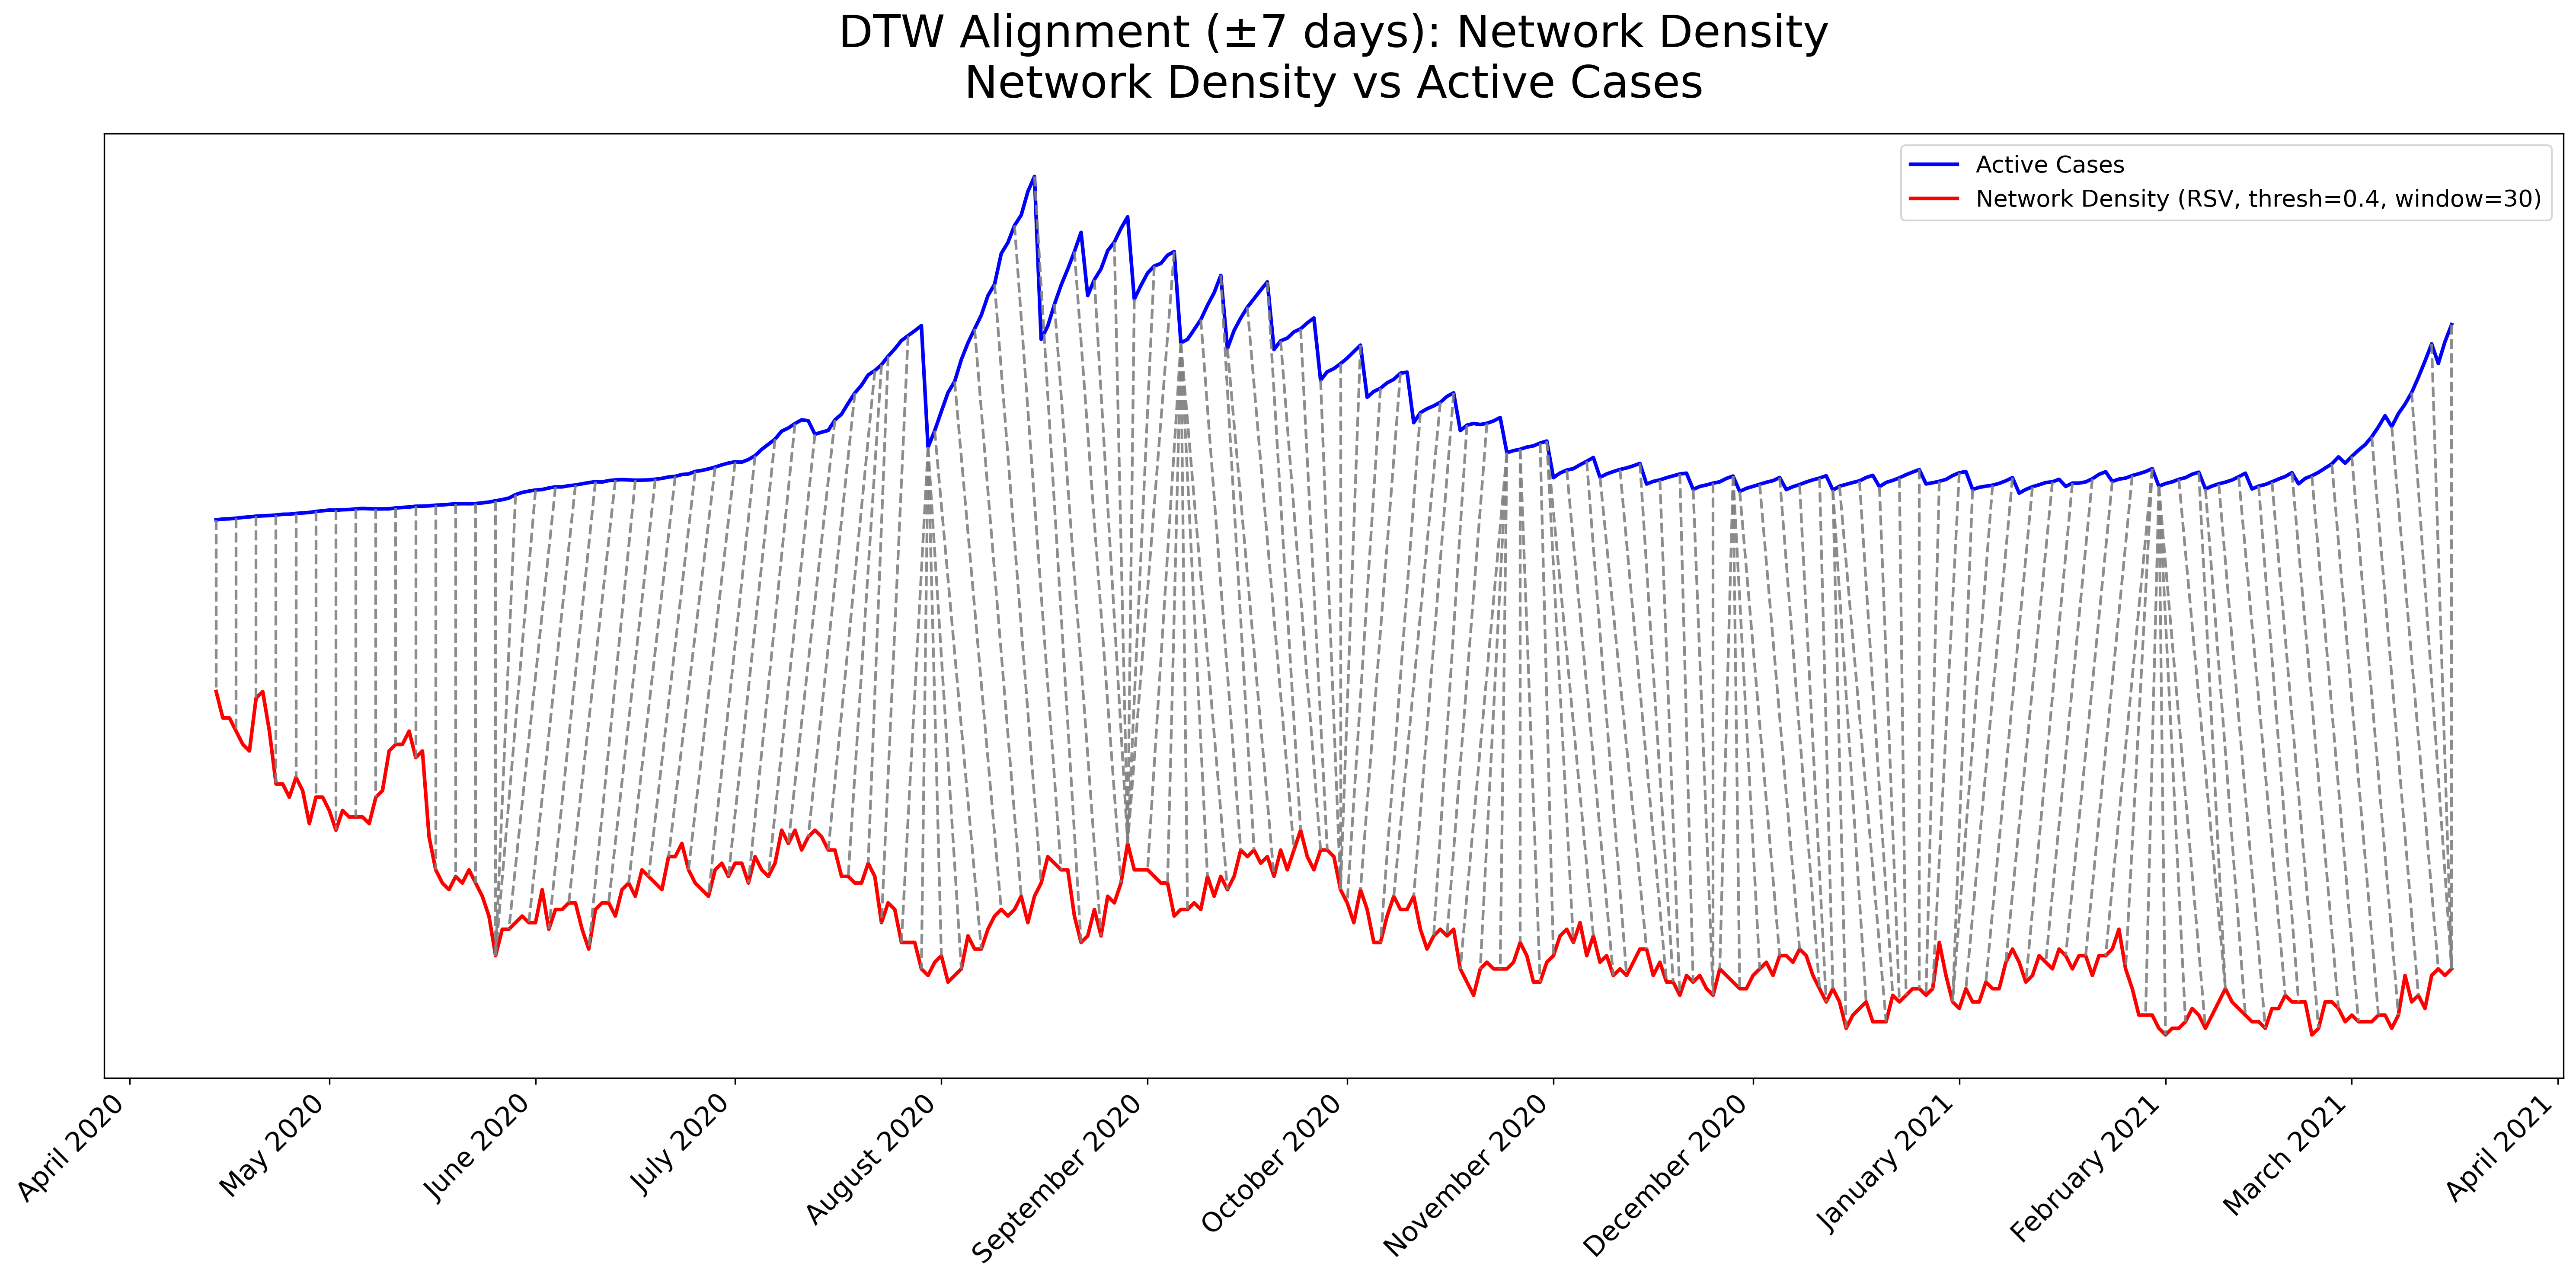 DTW Alignment (±7 days): Network Density
Network Density vs Active Cases
Active Cases
Network Density (RSV, thresh=0.4, window=30)
April 2020
May 2020
June 2020
July 2020
August 2020
September 2020
October 2020
November 2020
December 2020
January 2021
February 2021
March 2021
April 2021